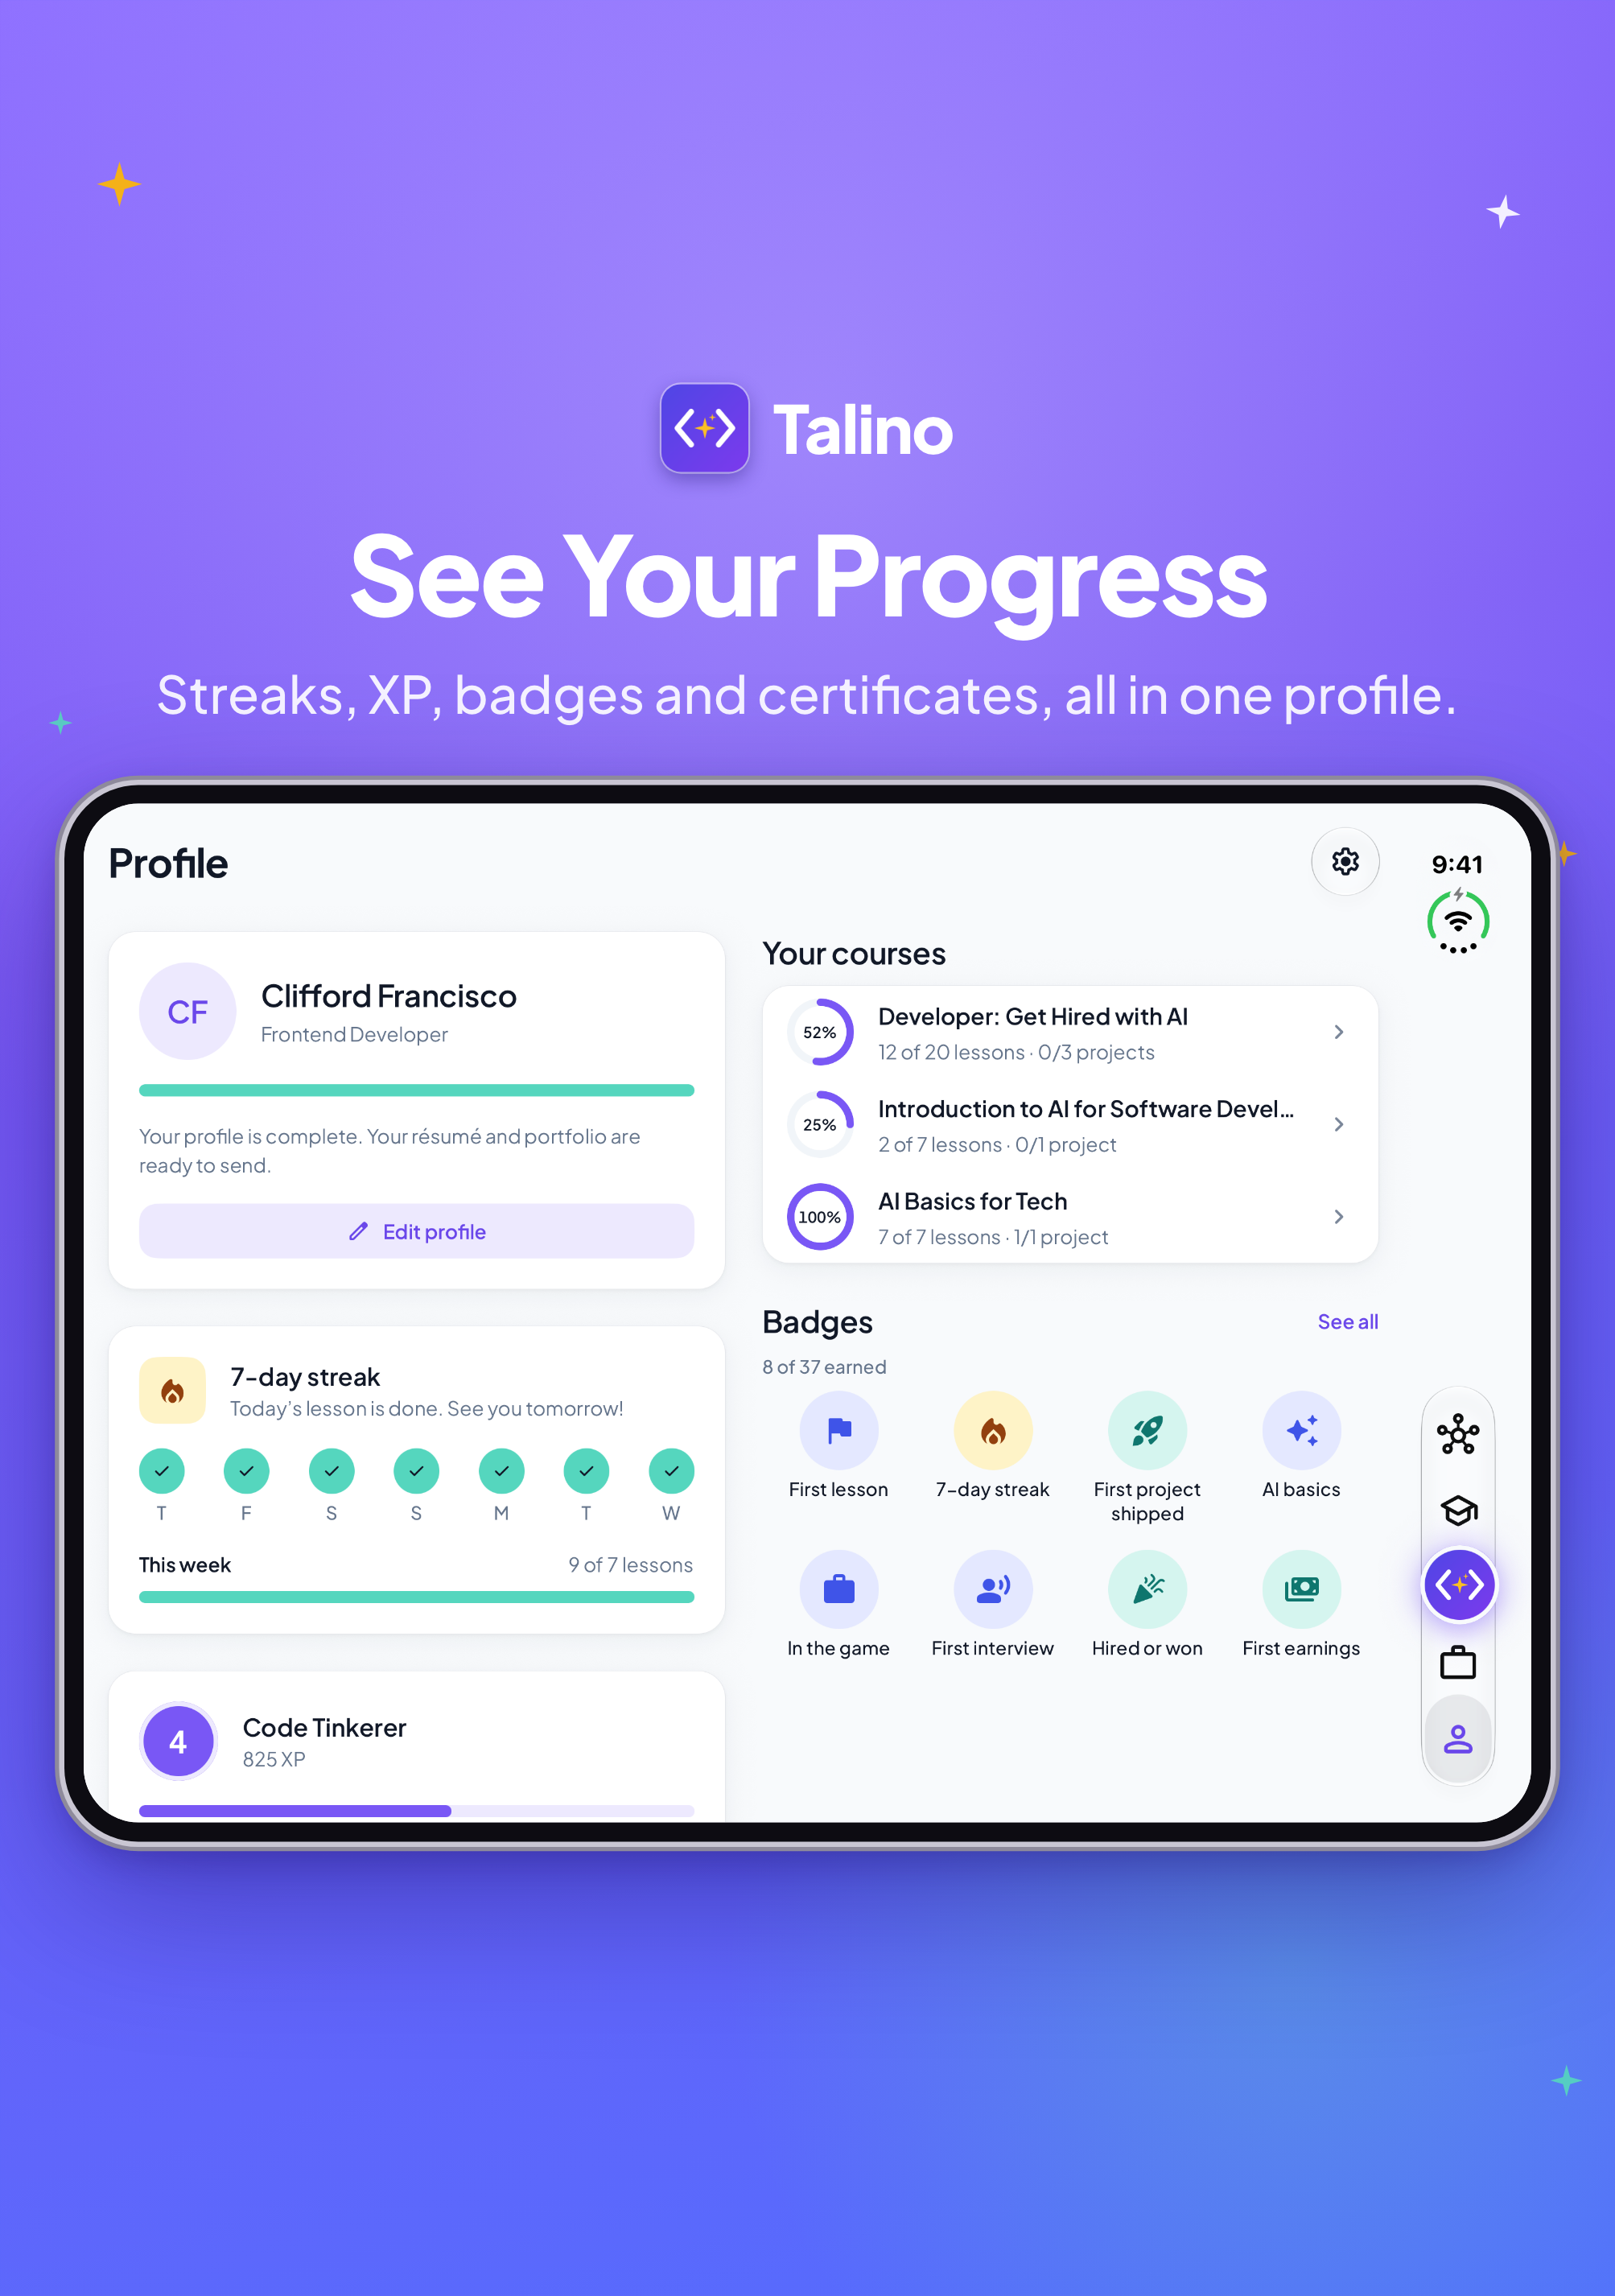 Talino
See Your Progress
Streaks, XP, badges and certificates, all in one profile.
Profile
9:41
CF
Clifford Francisco
Frontend Developer
Your profile is complete. Your résumé and portfolio are
ready to send.
Edit profile
7-day streak
Today's lesson is done. See you tomorrow!
T F S S M T W
This week 9 of 7 lessons
4
Code Tinkerer
825 XP
Your courses
52%
Developer: Get Hired with AI
12 of 20 lessons · 0/3 projects
25%
Introduction to AI for Software Devel...
2 of 7 lessons · 0/1 project
100%
AI Basics for Tech
7 of 7 lessons · 1/1 project
Badges See all
8 of 37 earned
First lesson 7-day streak First project AI basics
shipped
In the game First interview Hired or won First earnings